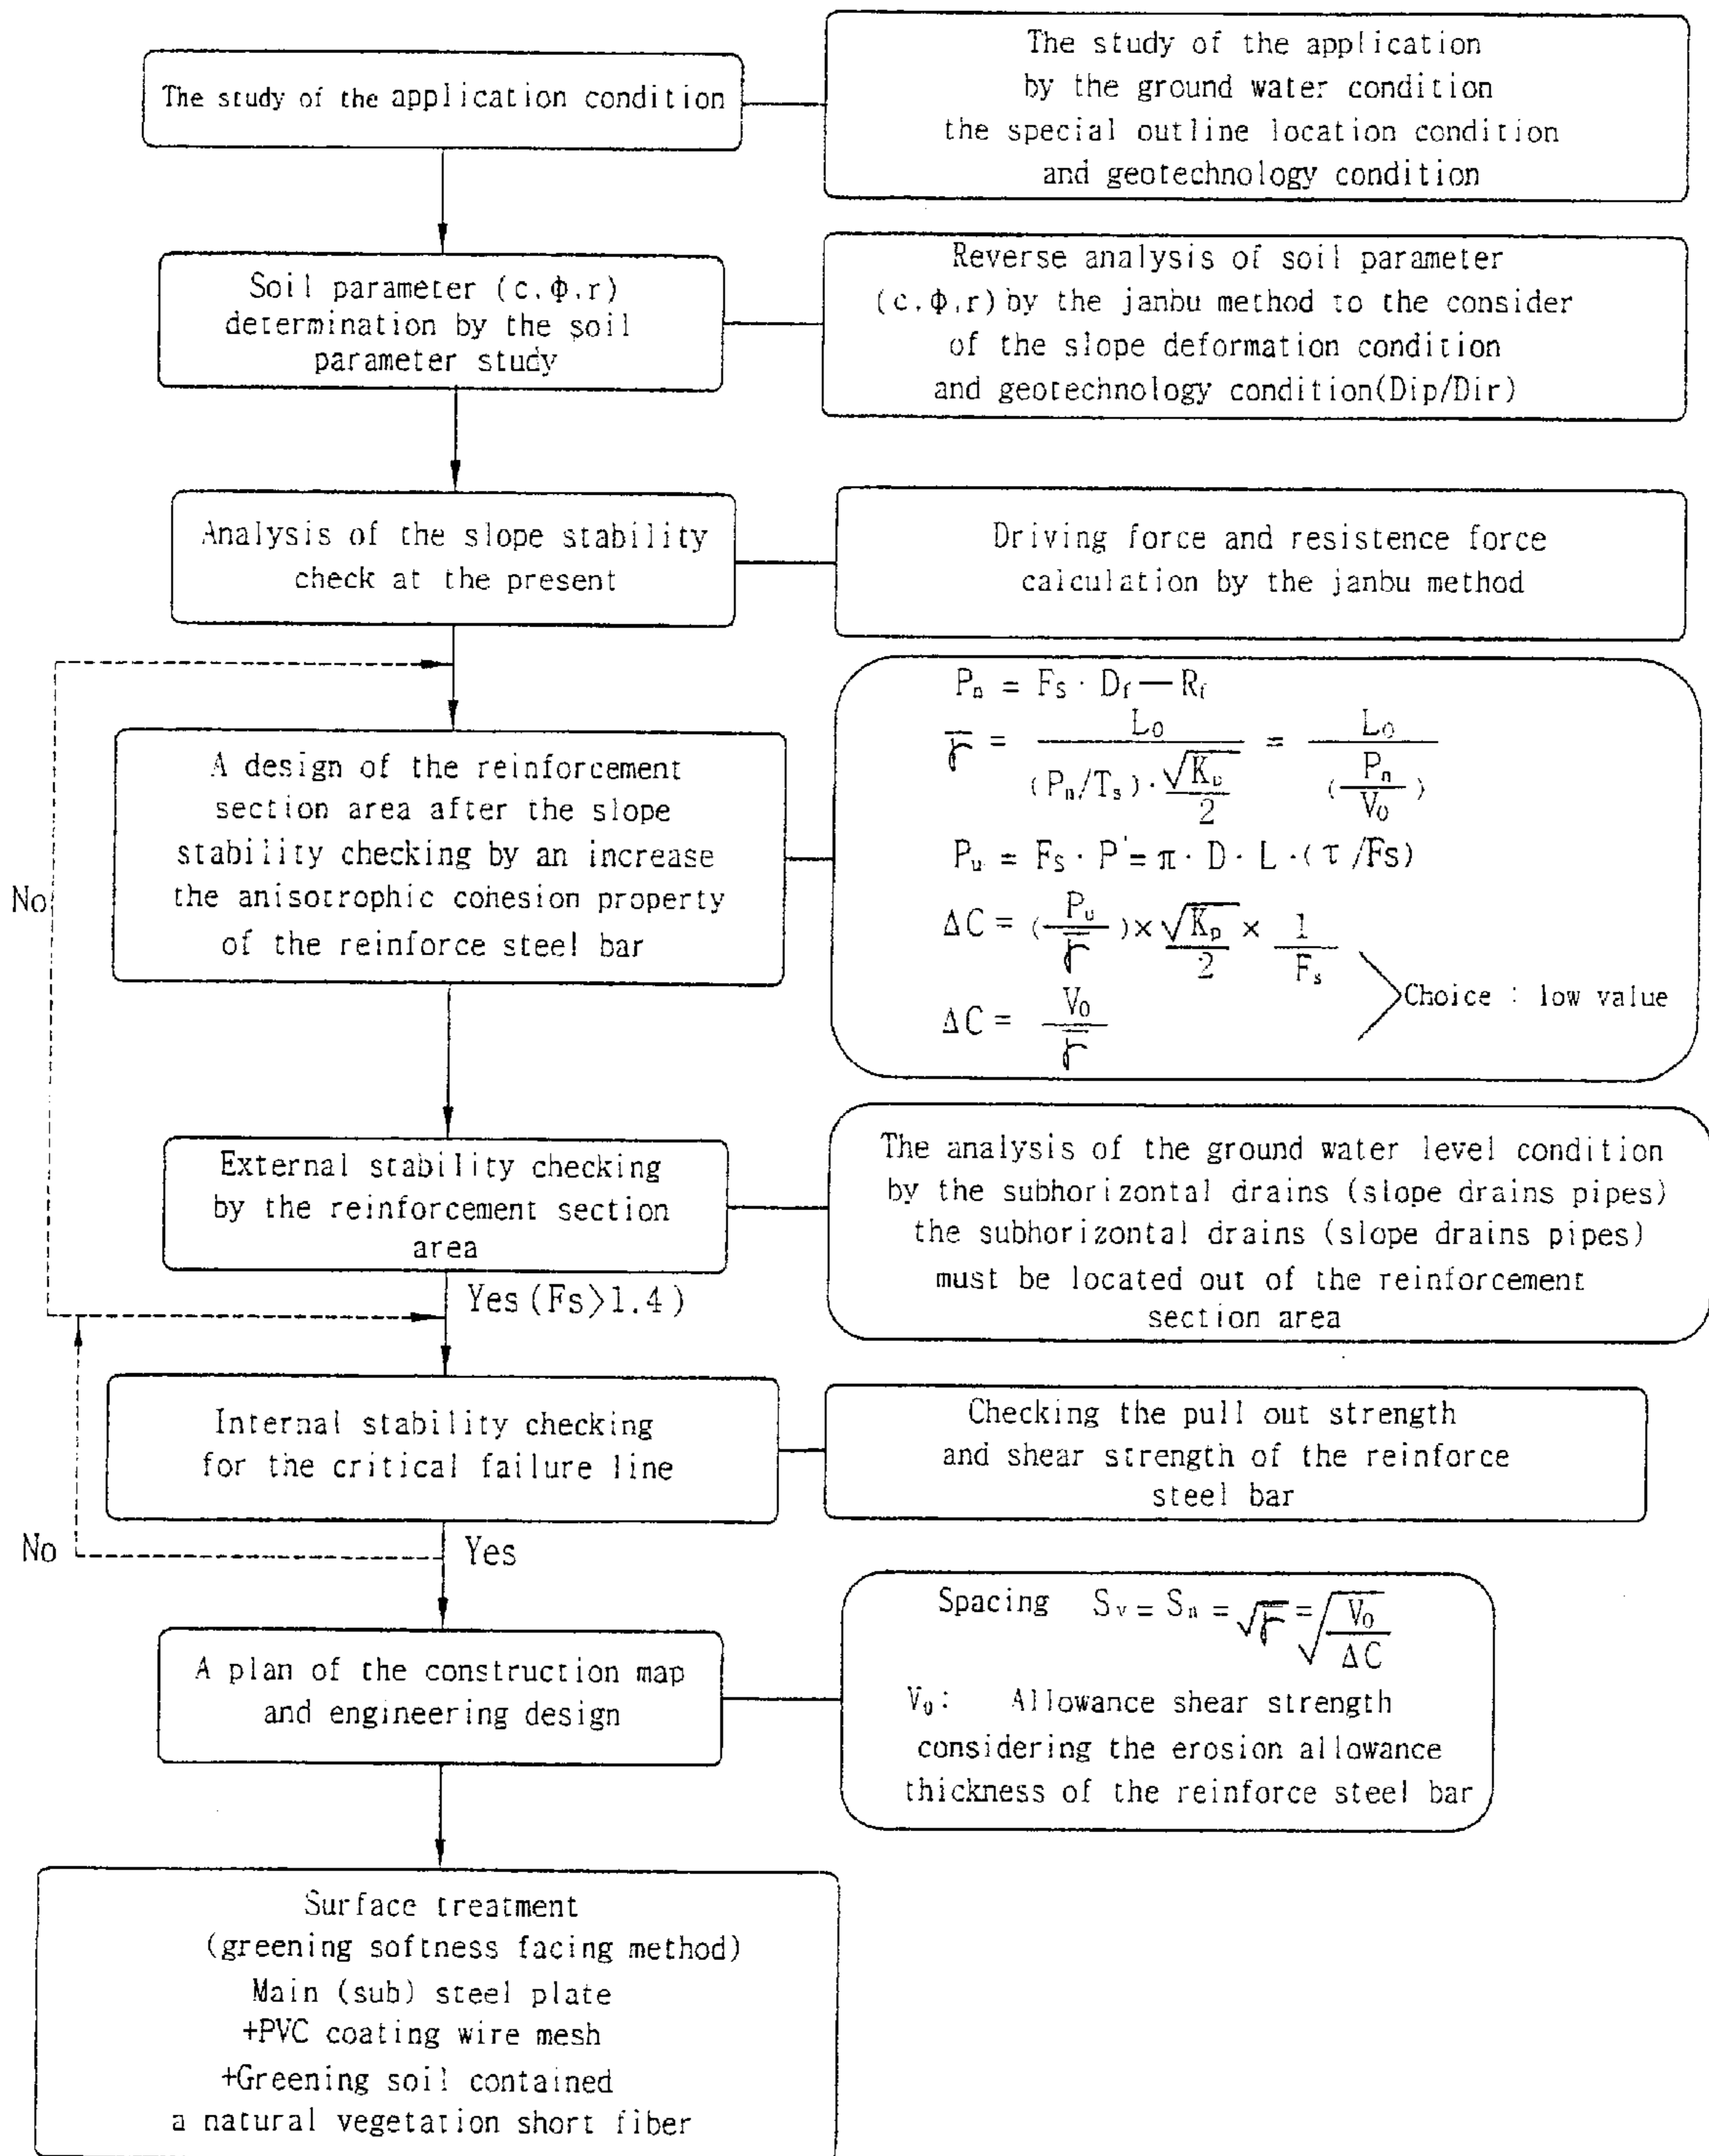 The study of the application condition
The study of the application
by the ground water condition
the special outline location condition
and geotechnology condition
Soil parameter (c.Φ.r)
determination by the soil
parameter study
Reverse analysis of soil parameter
(c.Φ.r) by the janbu method to the consider
of the slope deformation condition
and geotechnology condition(Dip/Dir)
Analysis of the slope stability
check at the present
Driving force and resistence force
calculation by the janbu method
A design of the reinforcement
section area after the slope
stability checking by an increase
the anisotrophic cohesion property
of the reinforce steel bar
Pn = Fs · Df — Rf
r̅ = L0 / ((Pn/Ts) · √Kp/2) = L0 / (Pn/V0)
Pu = Fs · P' = π · D · L · (τ/Fs)
ΔC = (Pu/r̅) × √Kp/2 × 1/Fs
ΔC = V0/r̅
Choice : low value
No
External stability checking
by the reinforcement section
area
The analysis of the ground water level condition
by the subhorizontal drains (slope drains pipes)
the subhorizontal drains (slope drains pipes)
must be located out of the reinforcement
section area
Yes (Fs>1.4)
Internal stability checking
for the critical failure line
Checking the pull out strength
and shear strength of the reinforce
steel bar
No
Yes
A plan of the construction map
and engineering design
Spacing Sv = Sn = √r̅ = √(V0/ΔC)
V0: Allowance shear strength
considering the erosion allowance
thickness of the reinforce steel bar
Surface treatment
(greening softness facing method)
Main (sub) steel plate
+PVC coating wire mesh
+Greening soil contained
a natural vegetation short fiber